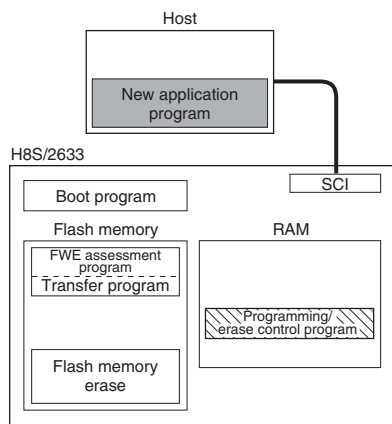 Host
New application
program
H8S/2633
SCI
Boot program
Flash memory
RAM
FWE assessment
program
Transfer program
Programming/
erase control program
Flash memory
erase